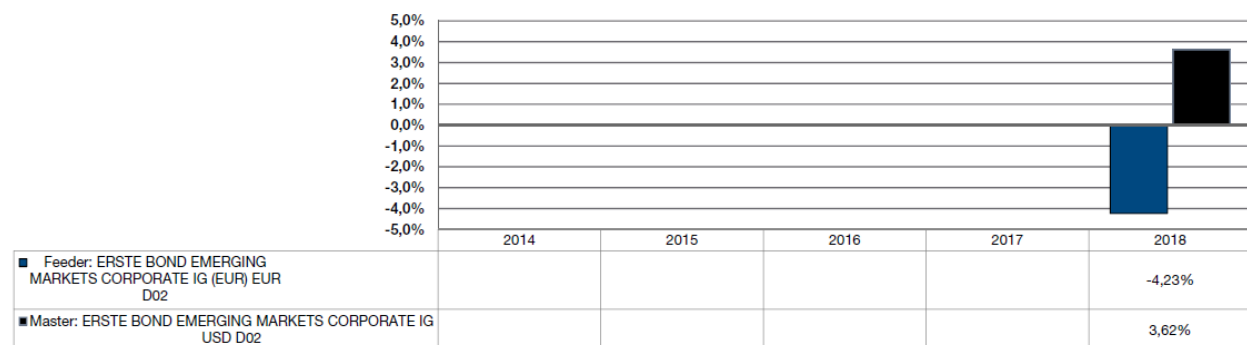 5,0%
4,0%
3,0%
2,0%
1,0%
0,0%
-1,0%
-2,0%
-3,0%
-4,0%
-5,0%
2014 2015 2016 2017 2018
Feeder: ERSTE BOND EMERGING
MARKETS CORPORATE IG (EUR) EUR
D02
-4,23%
Master: ERSTE BOND EMERGING MARKETS CORPORATE IG
USD D02
3,62%